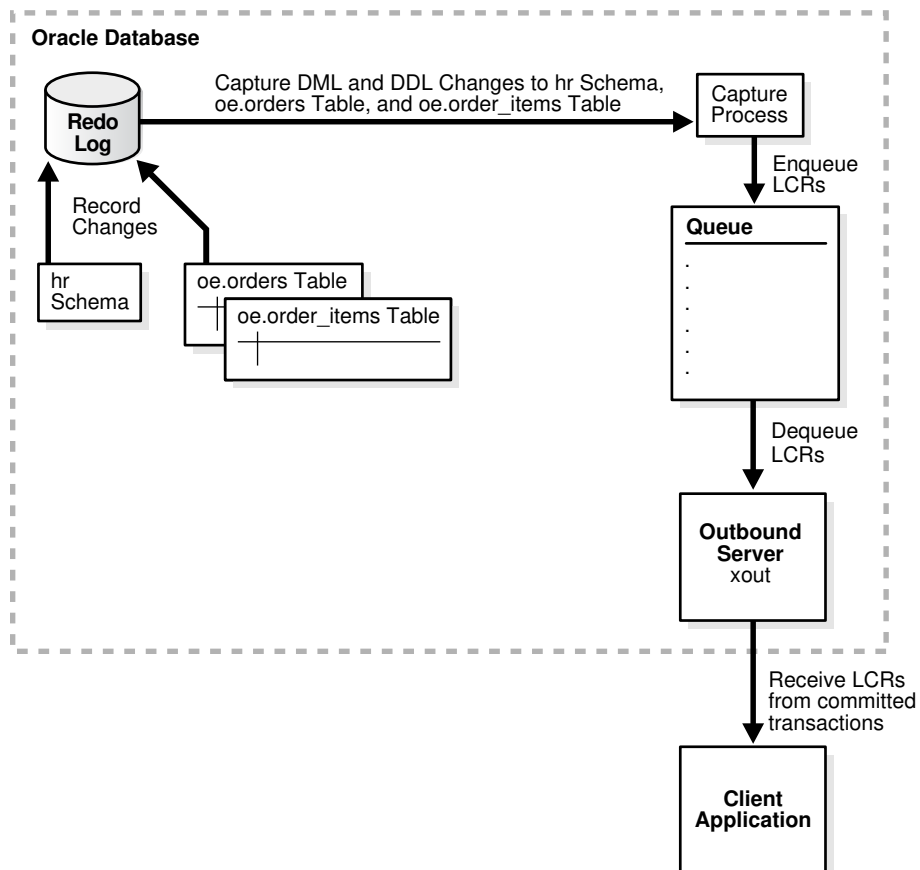 Oracle Database
Capture DML and DDL Changes to hr Schema,
oe.orders Table, and oe.order_items Table
Capture
Process
Redo
Log
Enqueue
LCRs
Record
Changes
Queue
.
.
.
.
.
.
hr
Schema
oe.orders Table
oe.order_items Table
Dequeue
LCRs
Outbound
Server
xout
Receive LCRs
from committed
transactions
Client
Application